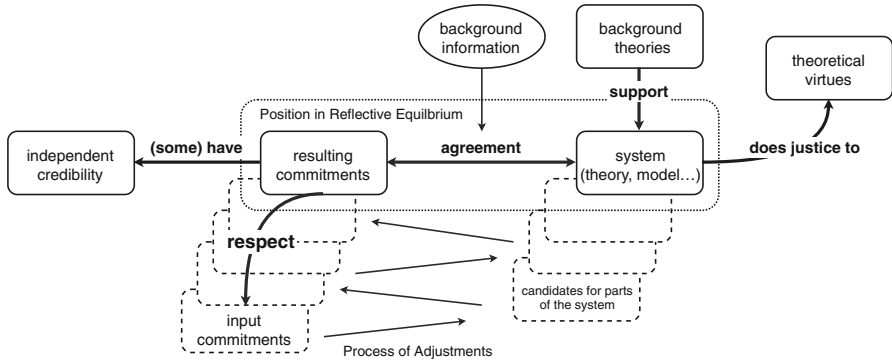 background
information
background
theories
theoretical
virtues
support
Position in Reflective Equilbrium
independent
credibility
(some) have
resulting
commitments
agreement
system
(theory, model…)
does justice to
respect
candidates for parts
of the system
input
commitments
Process of Adjustments